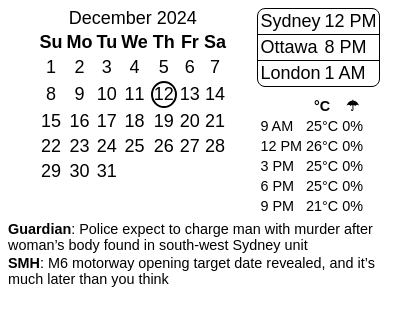 December 2024
Su Mo Tu We Th Fr Sa
1 2 3 4 5 6 7
8 9 10 11 12 13 14
15 16 17 18 19 20 21
22 23 24 25 26 27 28
29 30 31
Sydney 12 PM
Ottawa 8 PM
London 1 AM
°C ☂
9 AM 25°C 0%
12 PM 26°C 0%
3 PM 25°C 0%
6 PM 25°C 0%
9 PM 21°C 0%
Guardian: Police expect to charge man with murder after
woman’s body found in south-west Sydney unit
SMH: M6 motorway opening target date revealed, and it’s
much later than you think